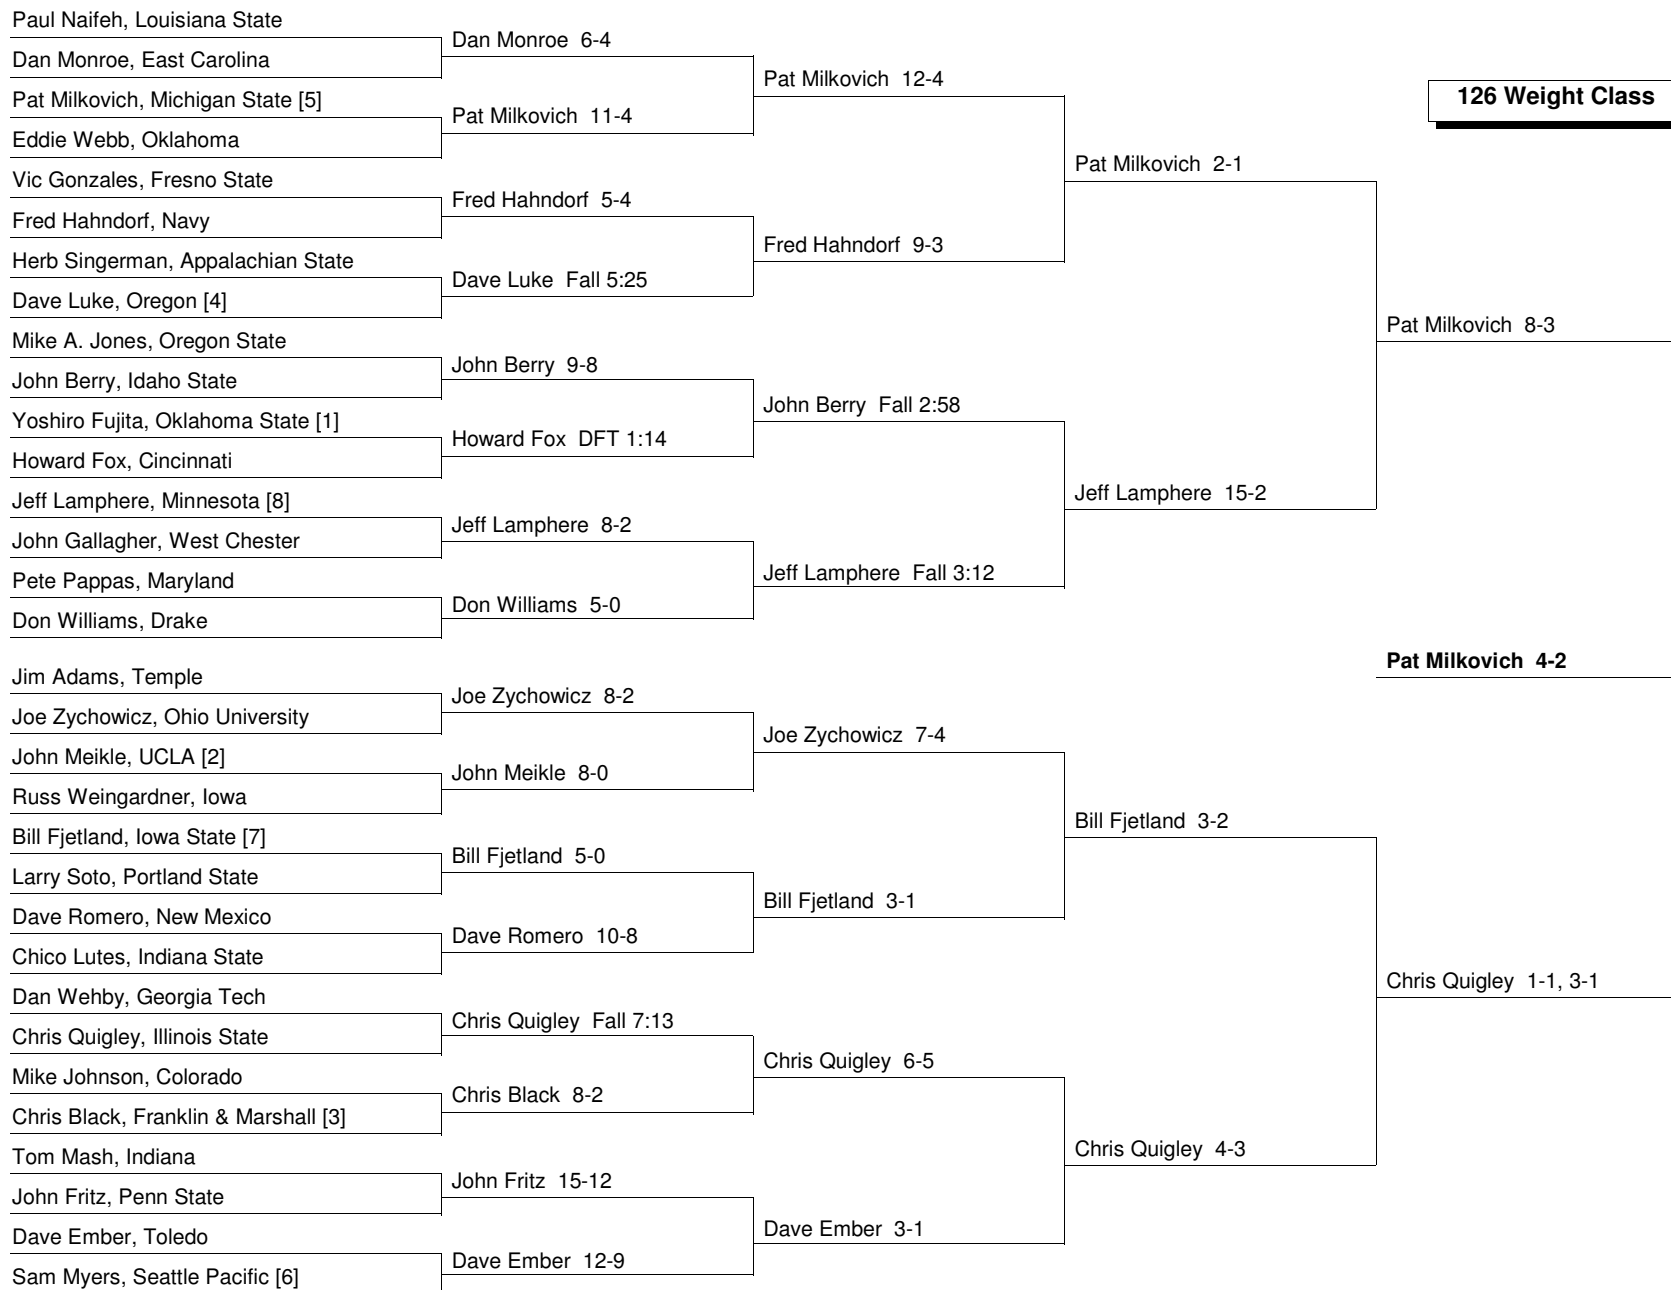 Paul Naifeh, Louisiana State
Dan Monroe, East Carolina
Pat Milkovich, Michigan State [5]
Eddie Webb, Oklahoma
Vic Gonzales, Fresno State
Fred Hahndorf, Navy
Herb Singerman, Appalachian State
Dave Luke, Oregon [4]
Mike A. Jones, Oregon State
John Berry, Idaho State
Yoshiro Fujita, Oklahoma State [1]
Howard Fox, Cincinnati
Jeff Lamphere, Minnesota [8]
John Gallagher, West Chester
Pete Pappas, Maryland
Don Williams, Drake
Jim Adams, Temple
Joe Zychowicz, Ohio University
John Meikle, UCLA [2]
Russ Weingardner, Iowa
Bill Fjetland, Iowa State [7]
Larry Soto, Portland State
Dave Romero, New Mexico
Chico Lutes, Indiana State
Dan Wehby, Georgia Tech
Chris Quigley, Illinois State
Mike Johnson, Colorado
Chris Black, Franklin & Marshall [3]
Tom Mash, Indiana
John Fritz, Penn State
Dave Ember, Toledo
Sam Myers, Seattle Pacific [6]
Dan Monroe 6-4
Pat Milkovich 11-4
Fred Hahndorf 5-4
Dave Luke Fall 5:25
John Berry 9-8
Howard Fox DFT 1:14
Jeff Lamphere 8-2
Don Williams 5-0
Joe Zychowicz 8-2
John Meikle 8-0
Bill Fjetland 5-0
Dave Romero 10-8
Chris Quigley Fall 7:13
Chris Black 8-2
John Fritz 15-12
Dave Ember 12-9
Pat Milkovich 12-4
Fred Hahndorf 9-3
John Berry Fall 2:58
Jeff Lamphere Fall 3:12
Joe Zychowicz 7-4
Bill Fjetland 3-1
Chris Quigley 6-5
Dave Ember 3-1
Pat Milkovich 2-1
Jeff Lamphere 15-2
Bill Fjetland 3-2
Chris Quigley 4-3
126 Weight Class
Pat Milkovich 8-3
Pat Milkovich 4-2
Chris Quigley 1-1, 3-1